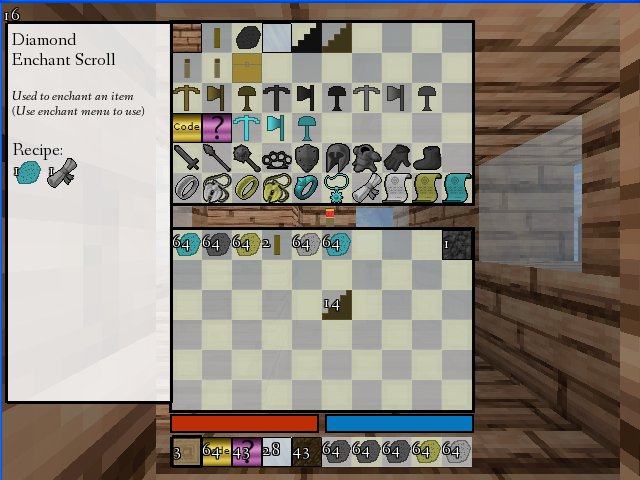 16
Diamond
Enchant Scroll
Used to enchant an item
(Use enchant menu to use)
Recipe:
1 1
Code ?
64 64 64 2 64 64 1
14
3 64 43 28 43 64 64 64 64 64